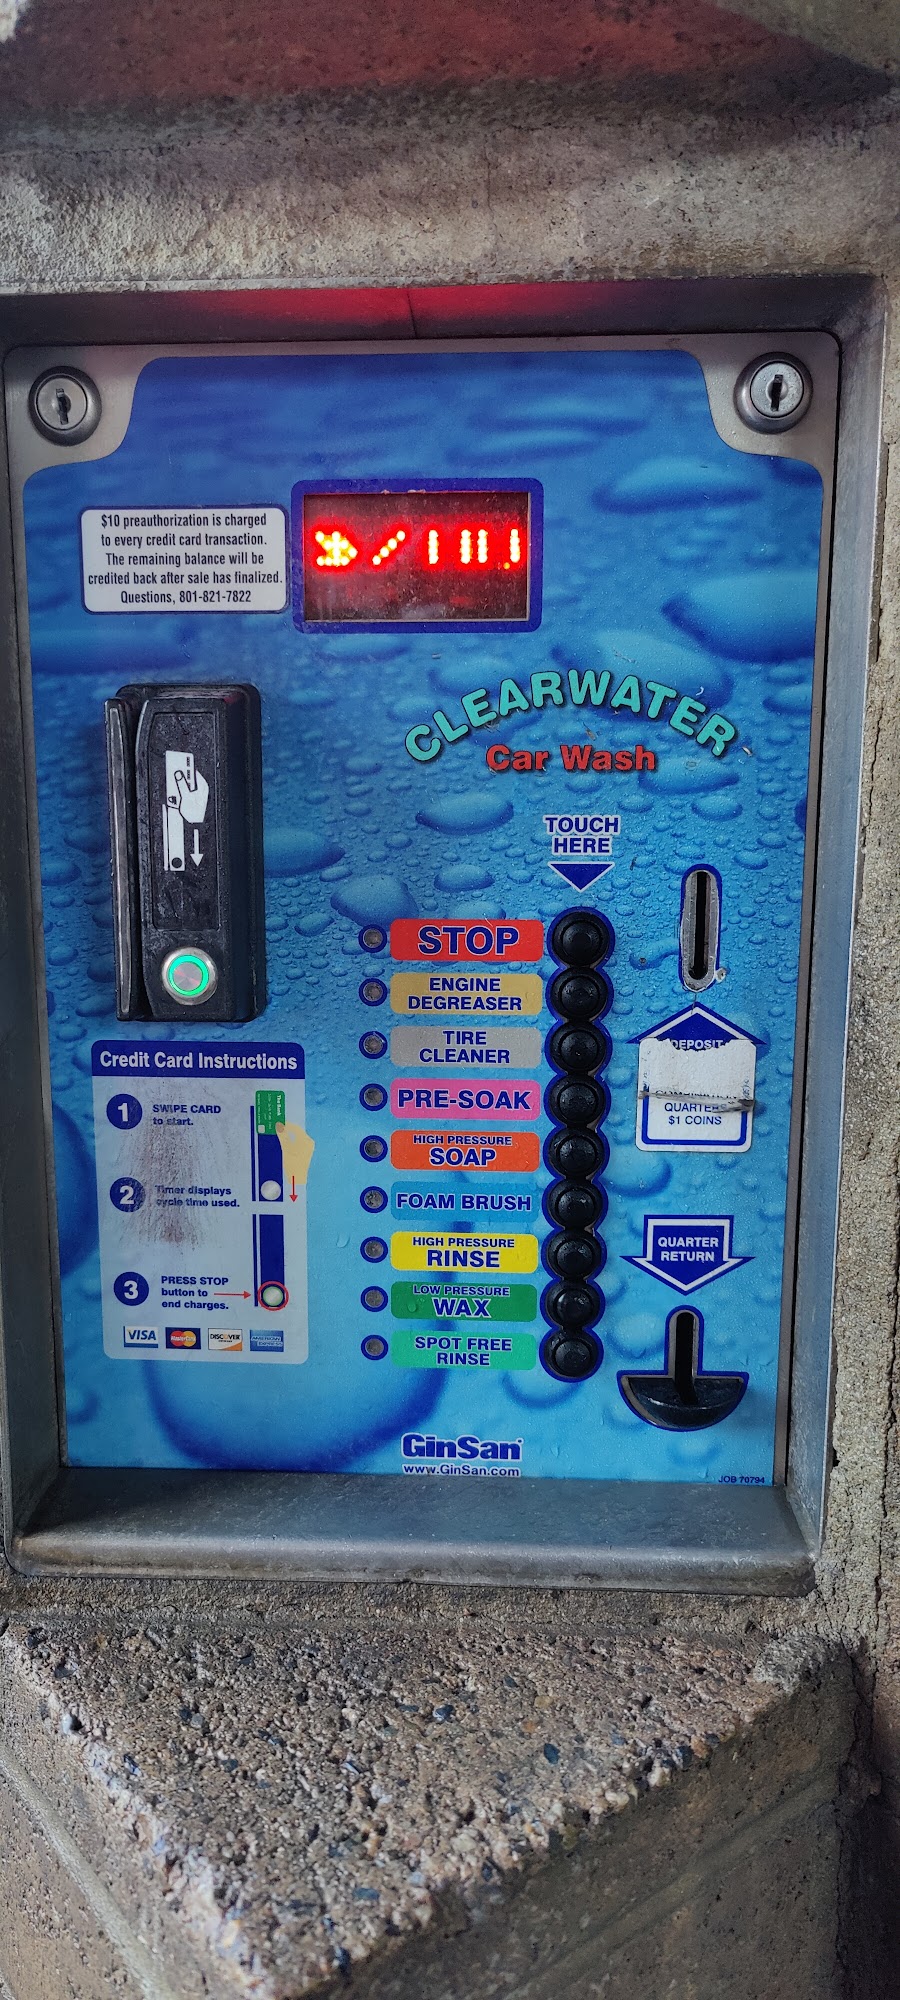 $10 preauthorization is charged
to every credit card transaction.
The remaining balance will be
credited back after sale has finalized.
Questions, 801-821-7822
CLEARWATER
Car Wash
TOUCH
HERE
STOP
ENGINE
DEGREASER
TIRE
CLEANER
PRE-SOAK
HIGH PRESSURE
SOAP
FOAM BRUSH
HIGH PRESSURE
RINSE
LOW PRESSURE
WAX
SPOT FREE
RINSE
DEPOSIT
QUARTERS
$1 COINS
QUARTER
RETURN
Credit Card Instructions
1 SWIPE CARD
to start.
2 Timer displays
cycle time used.
3 PRESS STOP
button to
end charges.
VISA MasterCard DISCOVER AMERICAN EXPRESS
GinSan
www.GinSan.com
JOB 70794